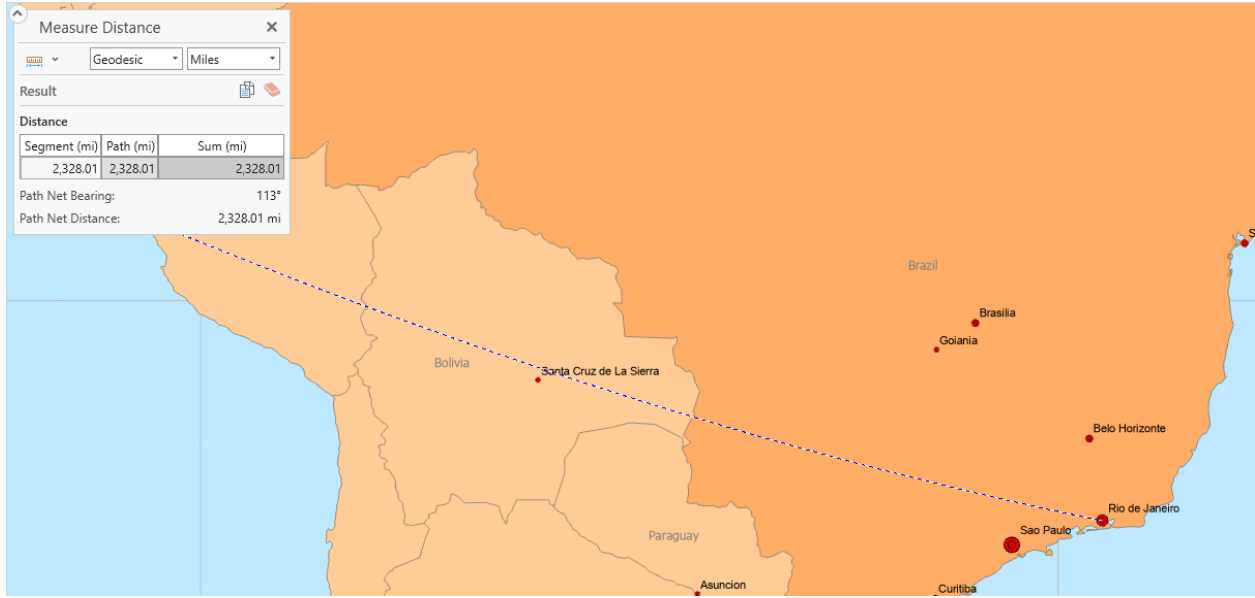 Measure Distance
Geodesic
Miles
Result
Distance
Segment (mi) Path (mi) Sum (mi)
2,328.01 2,328.01 2,328.01
Path Net Bearing: 113°
Path Net Distance: 2,328.01 mi
S
Brazil
Brasilia
Goiania
Bolivia
Santa Cruz de La Sierra
Belo Horizonte
Rio de Janeiro
Sao Paulo
Paraguay
Asuncion
Curitiba